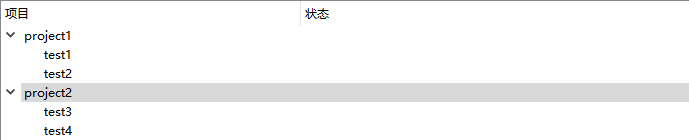 项目 状态
project1
test1
test2
project2
test3
test4